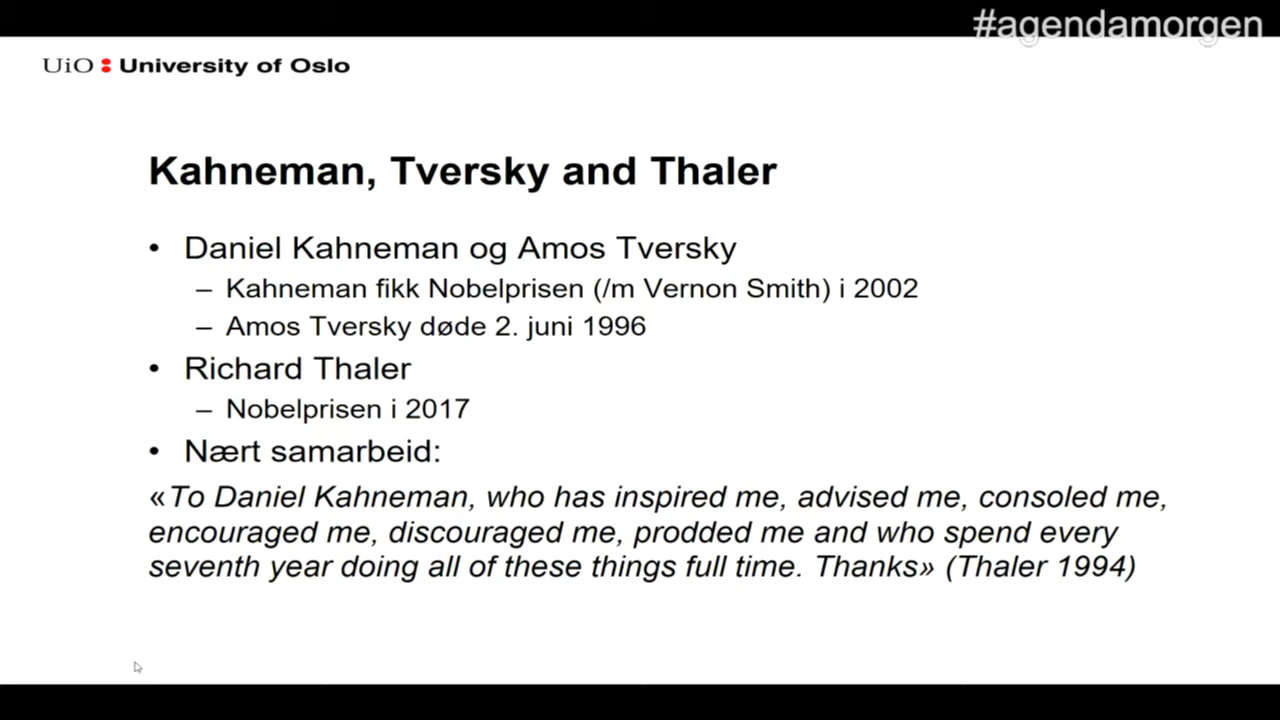 #agendamorgen
UiO : University of Oslo
Kahneman, Tversky and Thaler
• Daniel Kahneman og Amos Tversky
– Kahneman fikk Nobelprisen (/m Vernon Smith) i 2002
– Amos Tversky døde 2. juni 1996
• Richard Thaler
– Nobelprisen i 2017
• Nært samarbeid:
«To Daniel Kahneman, who has inspired me, advised me, consoled me,
encouraged me, discouraged me, prodded me and who spend every
seventh year doing all of these things full time. Thanks» (Thaler 1994)